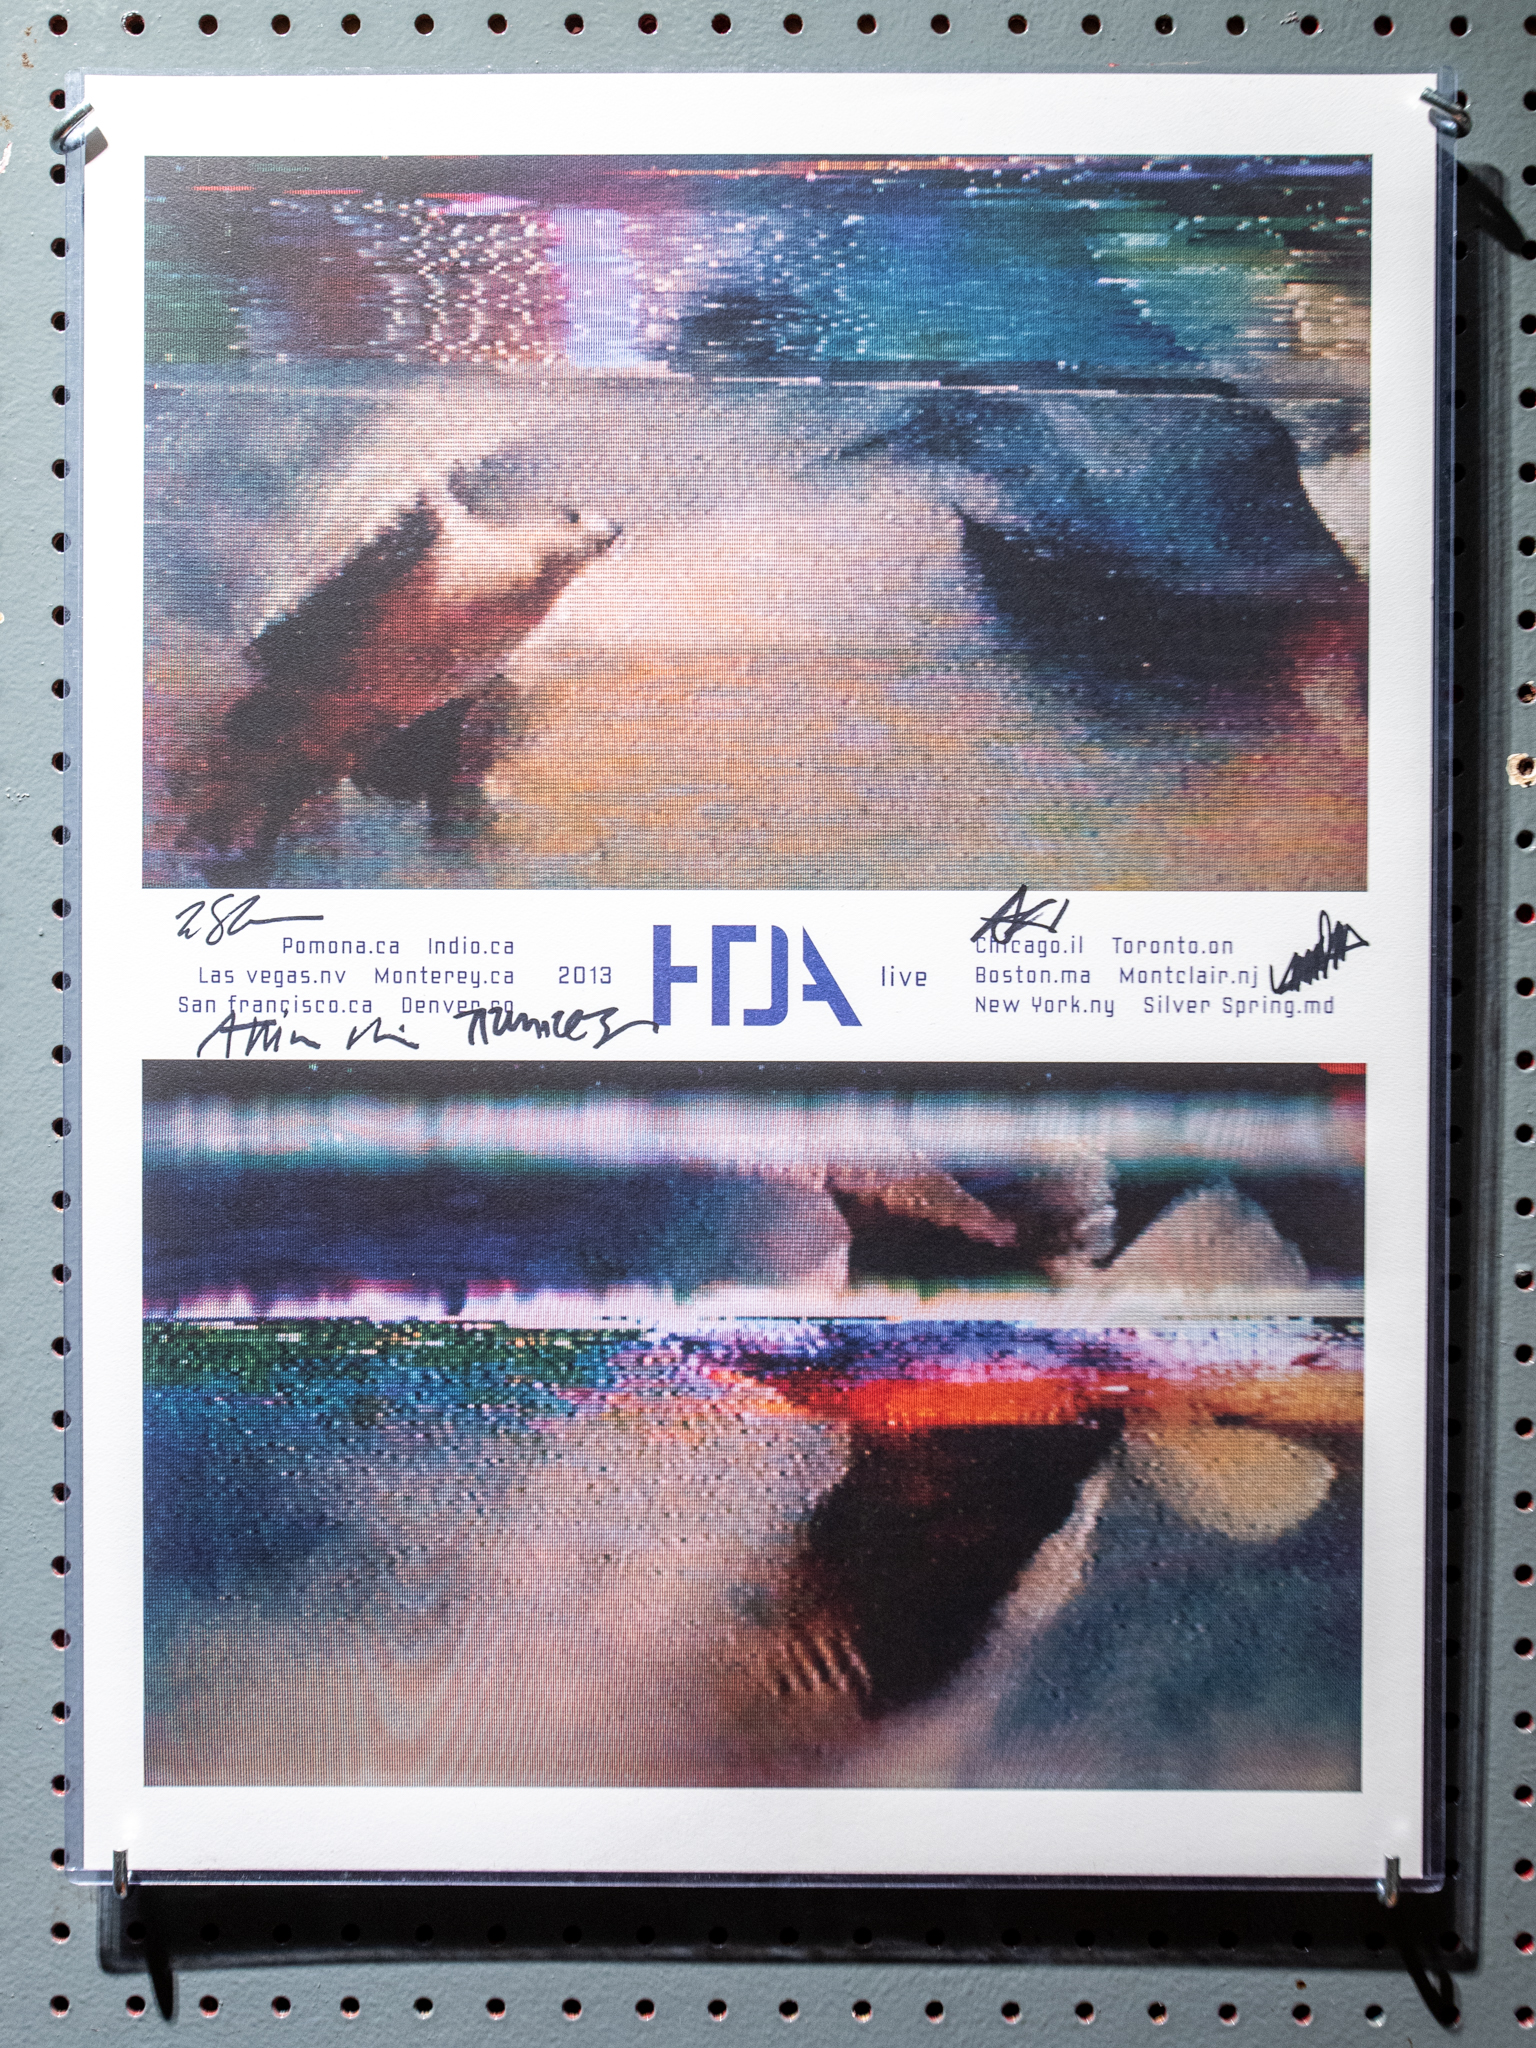 Pomona.ca Indio.ca
Las vegas.nv Monterey.ca
San francisco.ca Denver.co
2013 HTDA live
Chicago.il Toronto.on
Boston.ma Montclair.nj
New York.ny Silver Spring.md